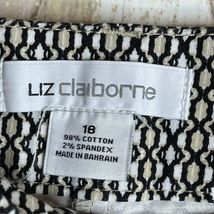 LIZ claiborne
18
98% COTTON
2% SPANDEX
MADE IN BAHRAIN